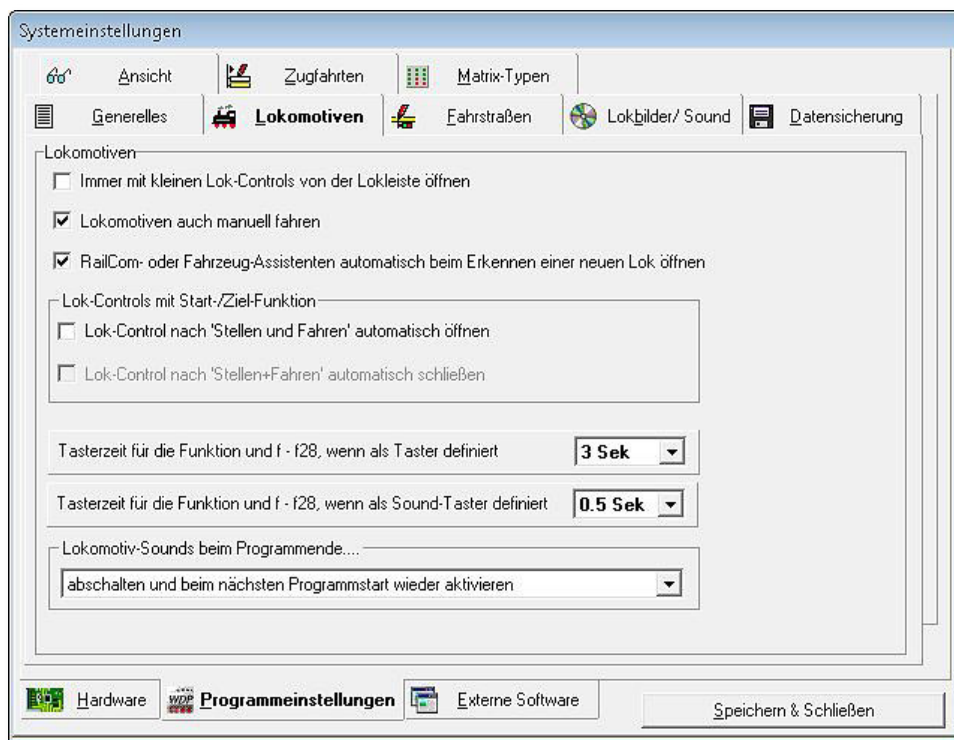 Systemeinstellungen
Ansicht
Zugfahrten
Matrix-Typen
Generelles
Lokomotiven
Fahrstraßen
Lokbilder/ Sound
Datensicherung
Lokomotiven
Immer mit kleinen Lok-Controls von der Lokleiste öffnen
Lokomotiven auch manuell fahren
RailCom- oder Fahrzeug-Assistenten automatisch beim Erkennen einer neuen Lok öffnen
Lok-Controls mit Start-/Ziel-Funktion
Lok-Control nach 'Stellen und Fahren' automatisch öffnen
Lok-Control nach 'Stellen+Fahren' automatisch schließen
Tasterzeit für die Funktion und f - f28, wenn als Taster definiert
3 Sek
Tasterzeit für die Funktion und f - f28, wenn als Sound-Taster definiert
0.5 Sek
Lokomotiv-Sounds beim Programmende....
abschalten und beim nächsten Programmstart wieder aktivieren
Hardware
WDP
Programmeinstellungen
Externe Software
Speichern & Schließen